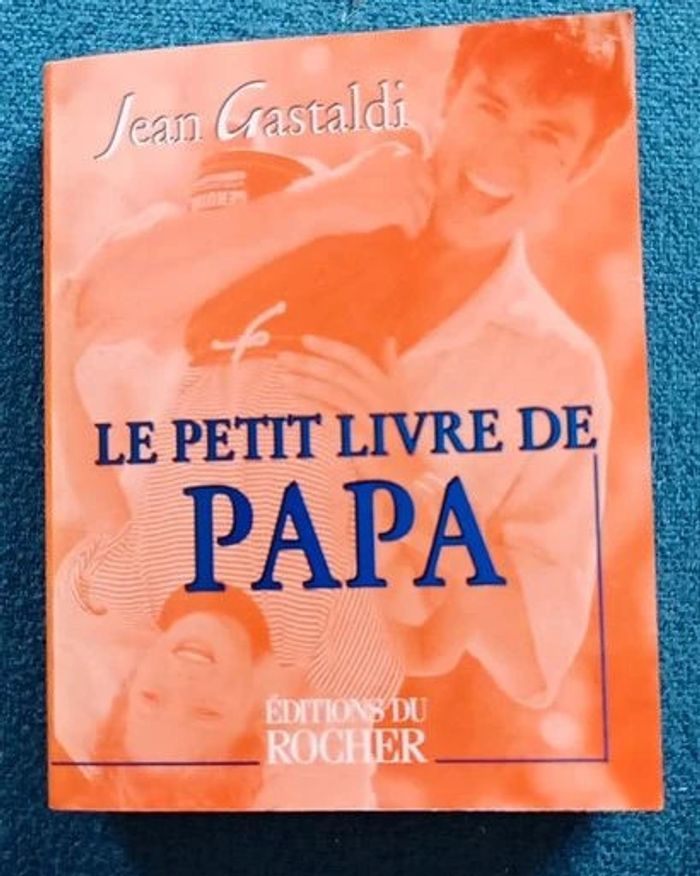 Jean Gastaldi
LE PETIT LIVRE DE
PAPA
ÉDITIONS DU
ROCHER